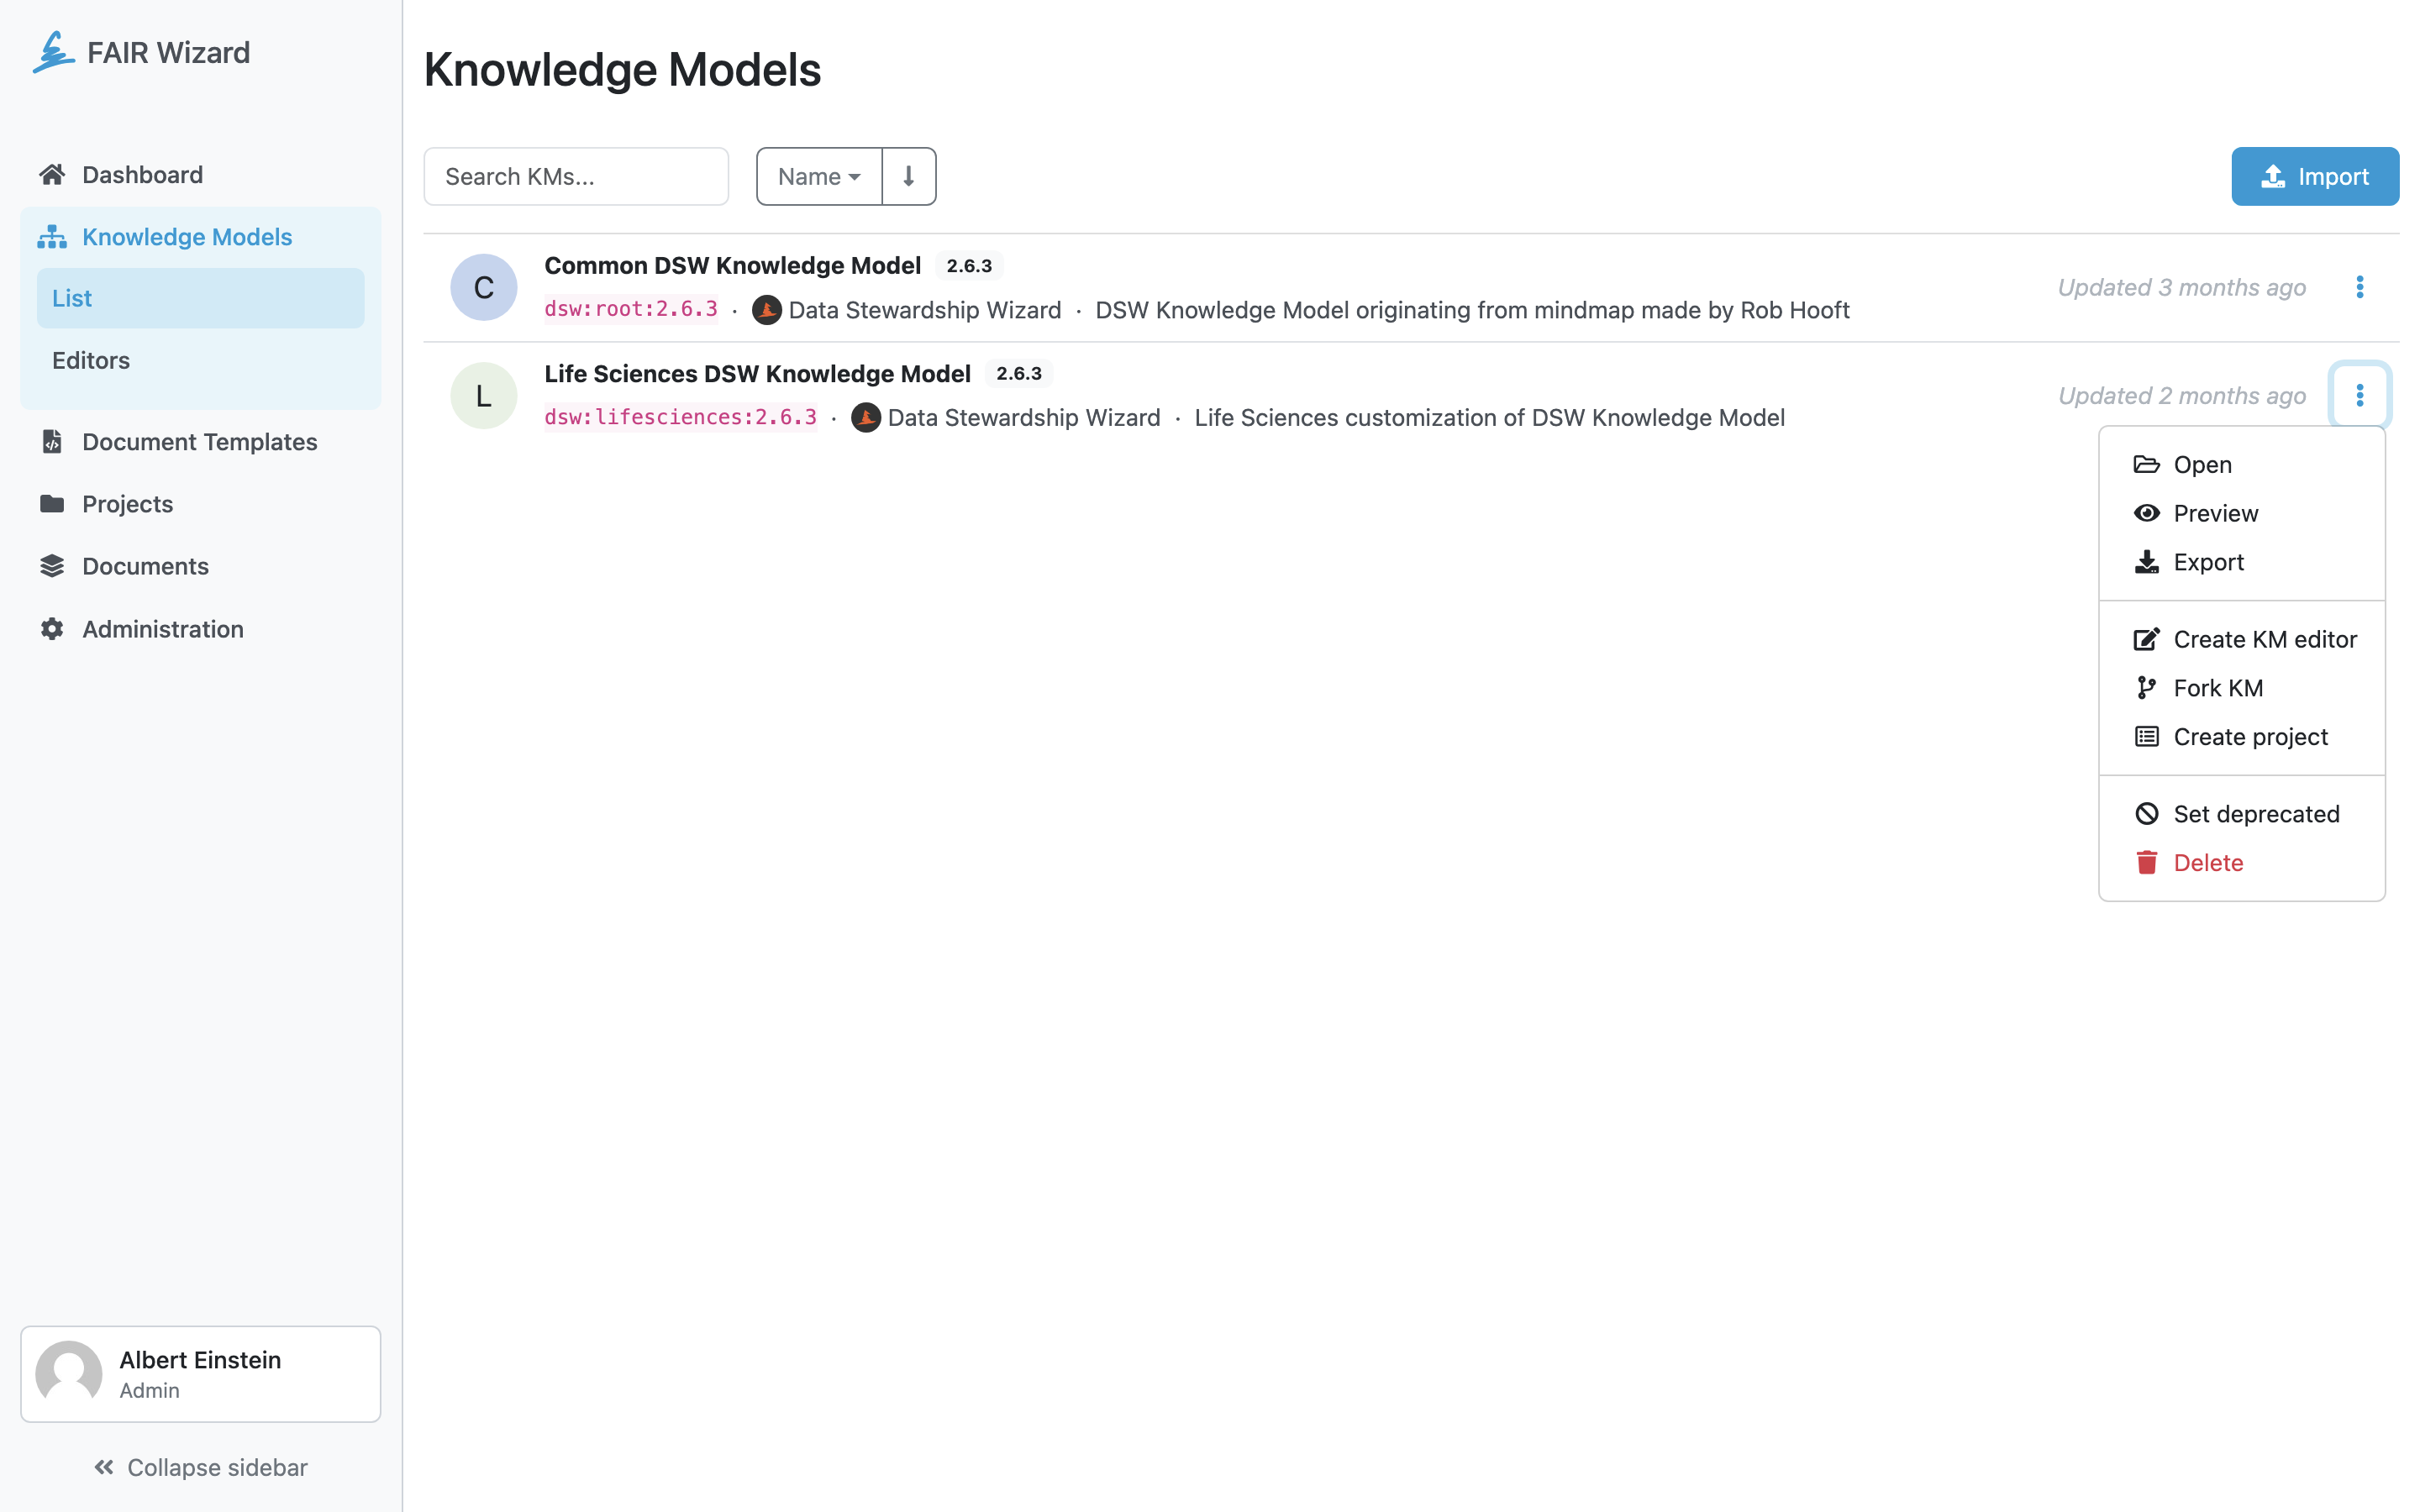 FAIR Wizard
Dashboard
Knowledge Models
List
Editors
Document Templates
Projects
Documents
Administration
Albert Einstein
Admin
Collapse sidebar
Knowledge Models
Search KMs...
Name
Import
C
Common DSW Knowledge Model 2.6.3
dsw:root:2.6.3 · Data Stewardship Wizard · DSW Knowledge Model originating from mindmap made by Rob Hooft
Updated 3 months ago
L
Life Sciences DSW Knowledge Model 2.6.3
dsw:lifesciences:2.6.3 · Data Stewardship Wizard · Life Sciences customization of DSW Knowledge Model
Updated 2 months ago
Open
Preview
Export
Create KM editor
Fork KM
Create project
Set deprecated
Delete